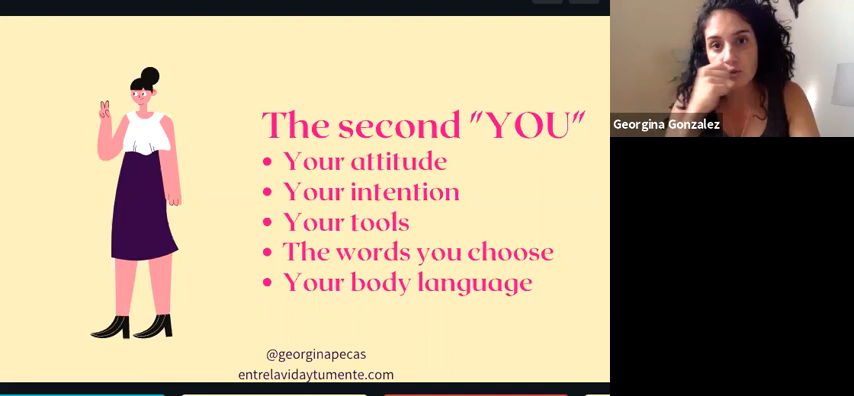 The second "YOU"
Your attitude
Your intention
Your tools
The words you choose
Your body language
@georginapecas
entrelavidaytumente.com
Georgina Gonzalez